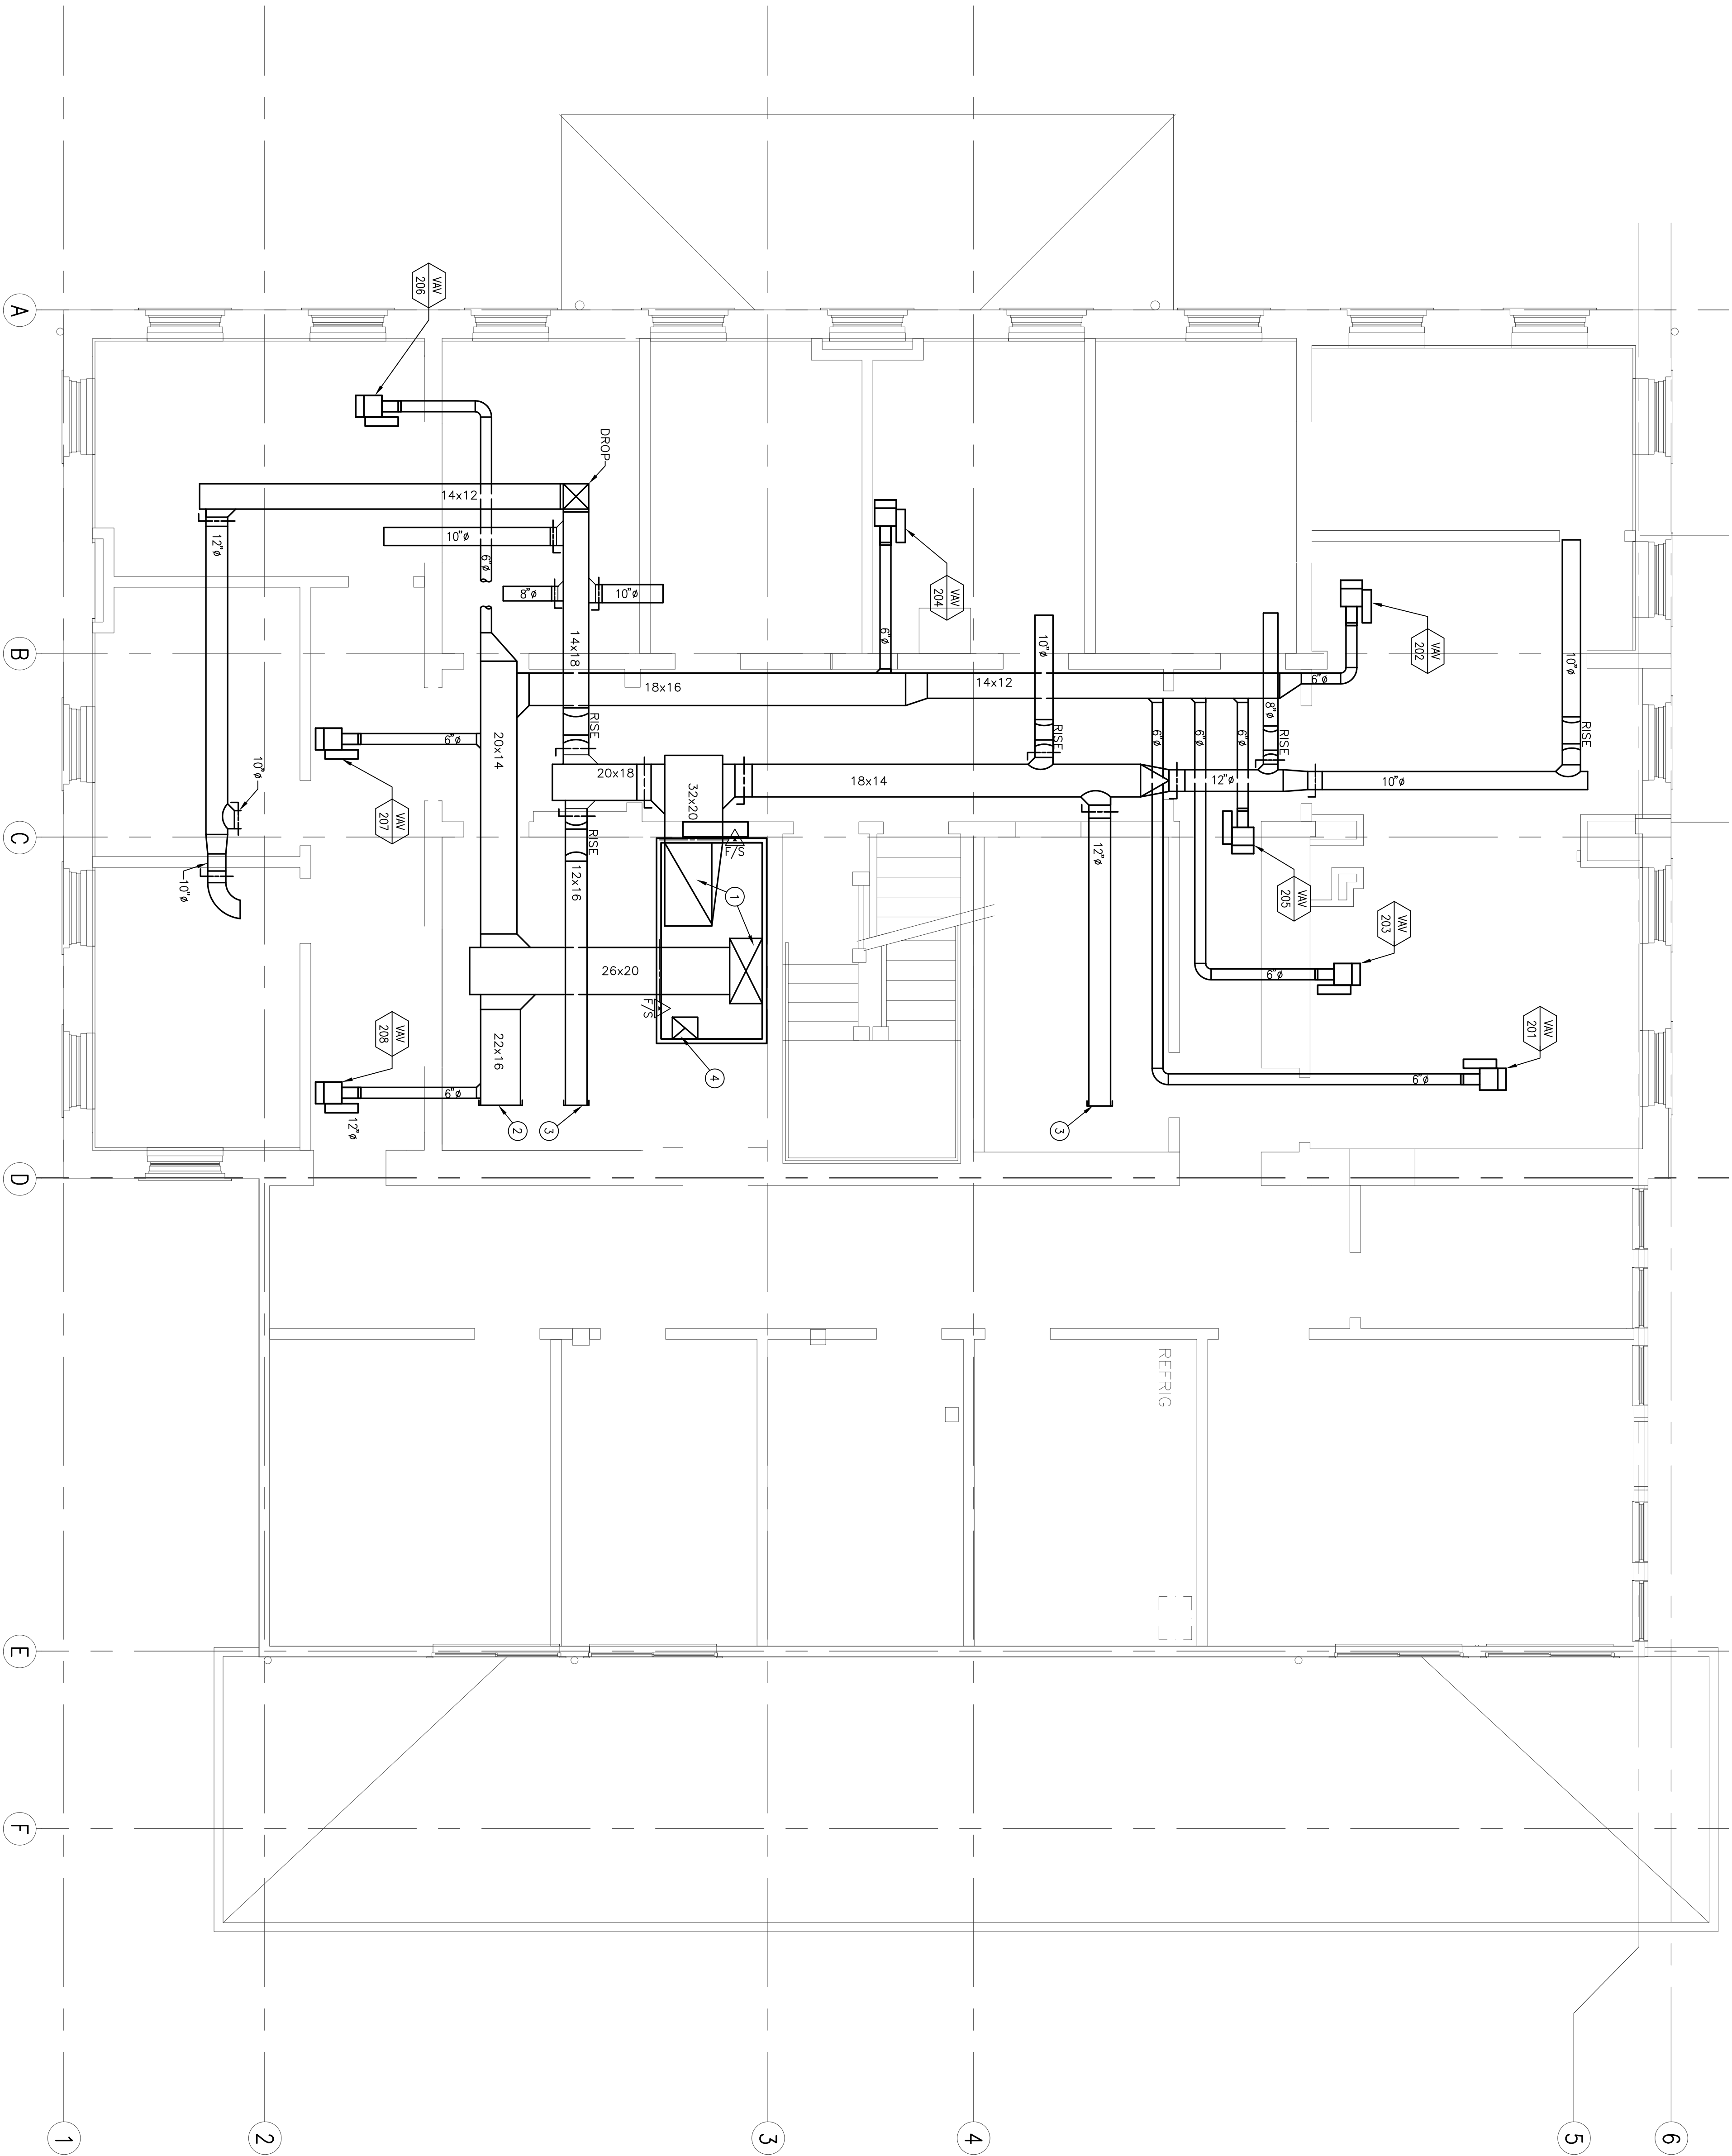 A
B
C
D
E
F
1
2
3
4
5
6
VAV
206
VAV
204
VAV
202
VAV
207
VAV
205
VAV
203
VAV
201
VAV
208
DROP
14x12
10"ø
6"ø
8"ø
10"ø
12"ø
14x18
RISE
6"ø
18x16
14x12
10"ø
RISE
6"ø
8"ø
RISE
10"ø
RISE
20x14
6"ø
20x18
32x20
18x14
6"ø
6"ø
6"ø
12"ø
10"ø
10"ø
10"ø
RISE
12x16
F/S
1
12"ø
26x20
F/S
4
6"ø
6"ø
22x16
6"ø
12"ø
2
3
3
REFRIG